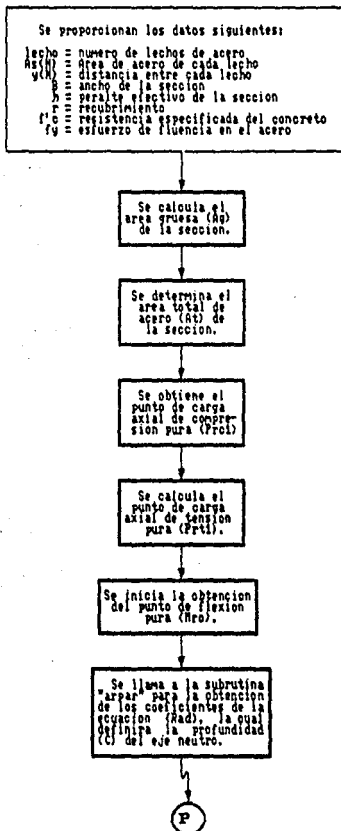 Se proporcionan los datos siguientes:
lecho = numero de lechos de acero
As(N) = Area de acero de cada lecho
y(N) = distancia entre cada lecho
B = ancho de la seccion
h = peralte efectivo de la seccion
r = recubrimiento
f'c = resistencia especificada del concreto
fy = esfuerzo de fluencia en el acero
Se calcula el
area gruesa (Ag)
de la seccion.
Se determina el
area total de
acero (At) de
la seccion.
Se obtiene el
punto de carga
axial de compre-
sion pura (Prci)
Se calcula el
punto de carga
axial de tension
pura (Prti).
Se inicia la obtencion
del punto de flexion
pura (Mro).
Se llama a la subrutina
"arpar" para la obtencion
de los coeficientes de la
ecuacion (Rad), la cual
definira la profundidad
(C) del eje neutro.
P